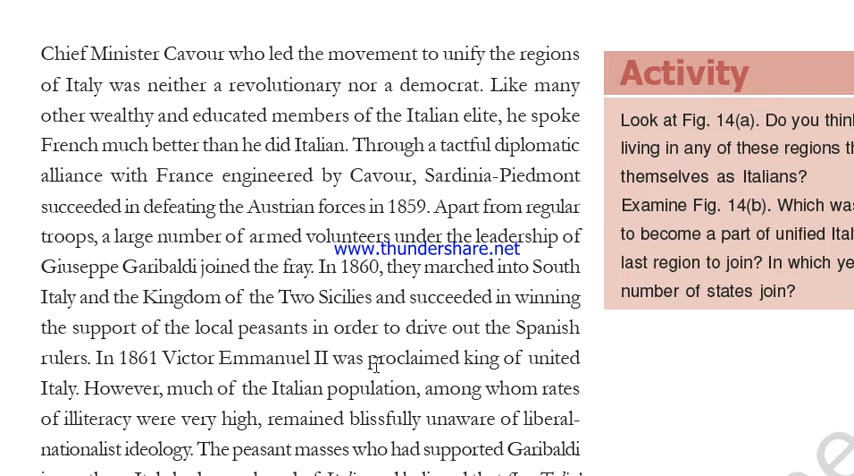 Chief Minister Cavour who led the movement to unify the regions
of Italy was neither a revolutionary nor a democrat. Like many
other wealthy and educated members of the Italian elite, he spoke
French much better than he did Italian. Through a tactful diplomatic
alliance with France engineered by Cavour, Sardinia-Piedmont
succeeded in defeating the Austrian forces in 1859. Apart from regular
troops, a large number of armed volunteers under the leadership of
www.thundershare.net
Giuseppe Garibaldi joined the fray. In 1860, they marched into South
Italy and the Kingdom of the Two Sicilies and succeeded in winning
the support of the local peasants in order to drive out the Spanish
rulers. In 1861 Victor Emmanuel II was proclaimed king of united
Italy. However, much of the Italian population, among whom rates
of illiteracy were very high, remained blissfully unaware of liberal-
nationalist ideology. The peasant masses who had supported Garibaldi
Activity
Look at Fig. 14(a). Do you think
living in any of these regions th
themselves as Italians?
Examine Fig. 14(b). Which was
to become a part of unified Ital
last region to join? In which ye
number of states join?